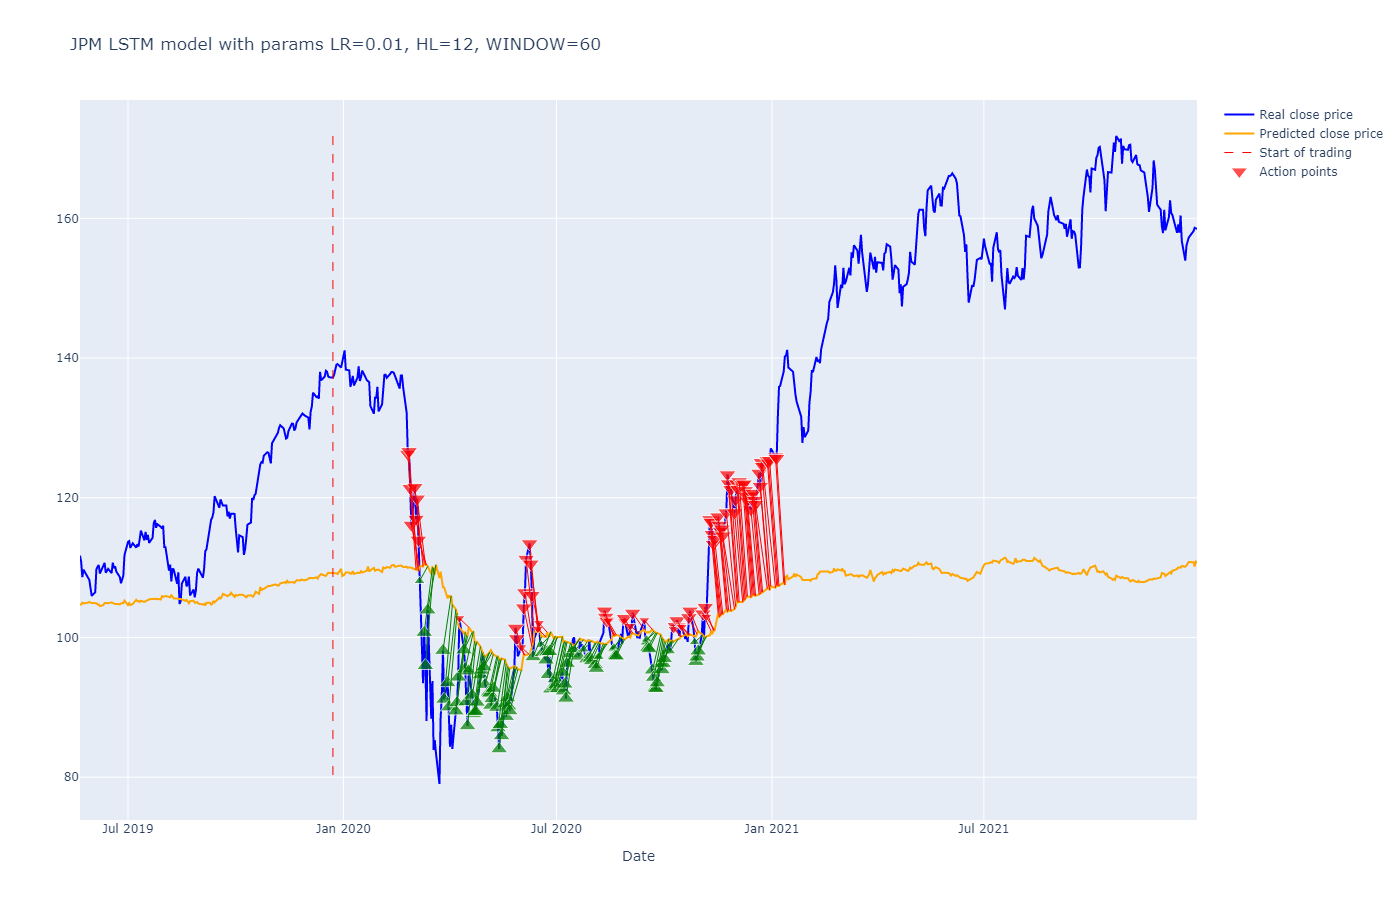 JPM LSTM model with params LR=0.01, HL=12, WINDOW=60
Real close price
Predicted close price
Start of trading
Action points
160
140
120
100
80
Jul 2019
Jan 2020
Jul 2020
Jan 2021
Jul 2021
Date